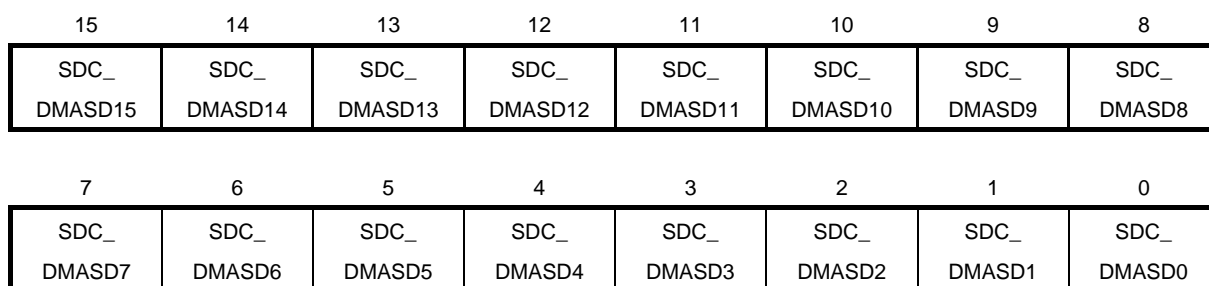 15 14 13 12 11 10 9 8
SDC_ SDC_ SDC_ SDC_ SDC_ SDC_ SDC_ SDC_
DMASD15 DMASD14 DMASD13 DMASD12 DMASD11 DMASD10 DMASD9 DMASD8
7 6 5 4 3 2 1 0
SDC_ SDC_ SDC_ SDC_ SDC_ SDC_ SDC_ SDC_
DMASD7 DMASD6 DMASD5 DMASD4 DMASD3 DMASD2 DMASD1 DMASD0